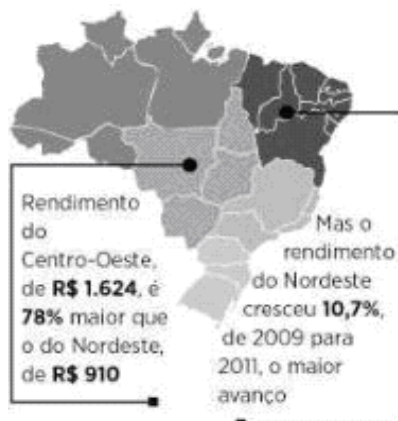 Rendimento
do
Centro-Oeste,
de R$ 1.624, é
78% maior que
o do Nordeste,
de R$ 910
Mas o
rendimento
do Nordeste
cresceu 10,7%,
de 2009 para
2011, o maior
avanço